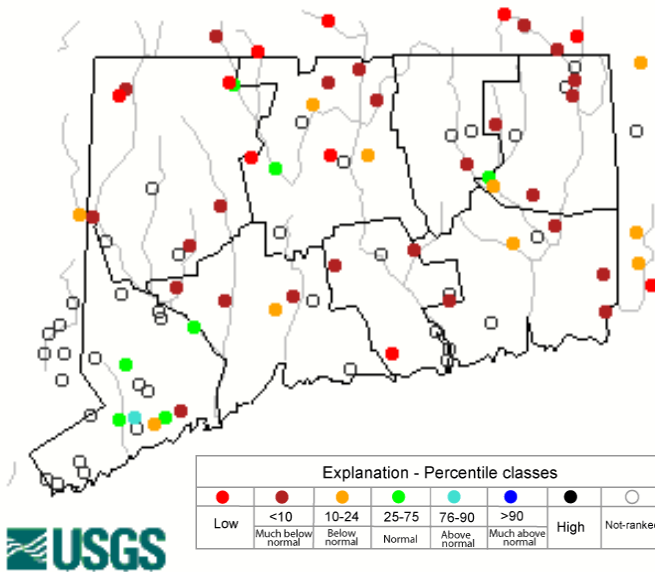 Explanation - Percentile classes
Low
<10
Much below normal
10-24
Below normal
25-75
Normal
76-90
Above normal
>90
Much above normal
High
Not-ranked
USGS